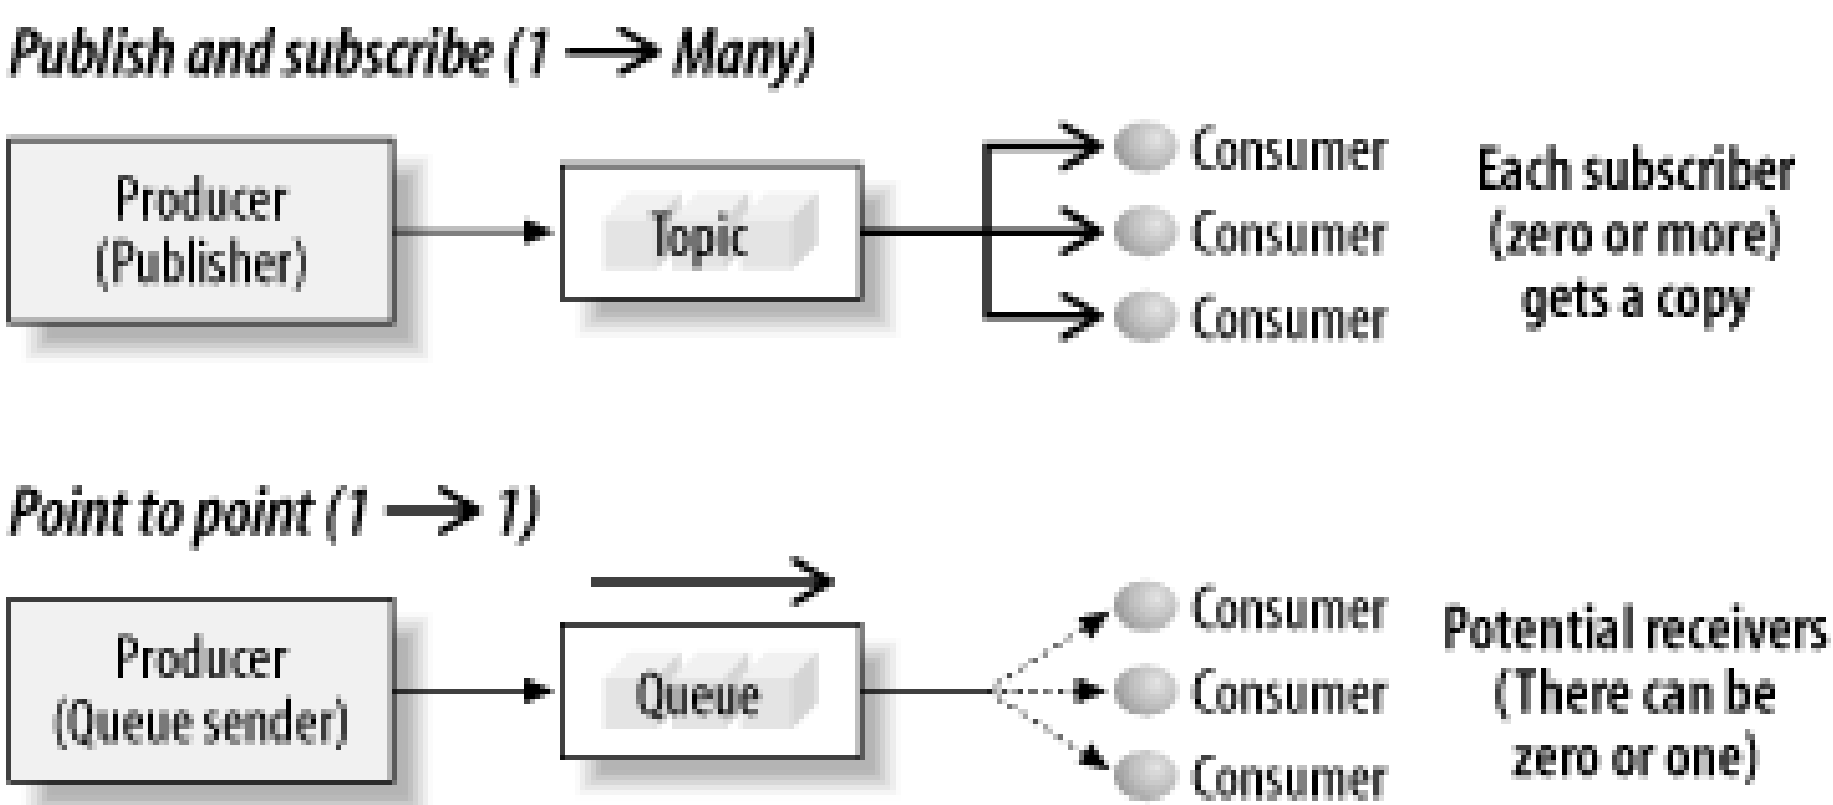 Publish and subscribe (1 → Many)
Producer
(Publisher)
Topic
Consumer
Consumer
Consumer
Each subscriber
(zero or more)
gets a copy
Point to point (1 → 1)
Producer
(Queue sender)
Queue
Consumer
Consumer
Consumer
Potential receivers
(There can be
zero or one)